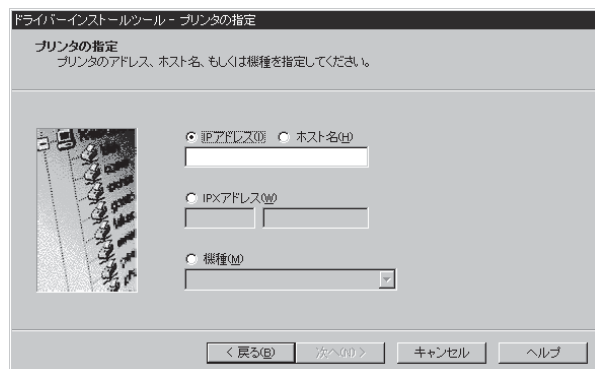 ドライバーインストールツール - プリンタの指定
プリンタの指定
プリンタのアドレス、ホスト名、もしくは機種を指定してください。
IPアドレス(I) ホスト名(H)
IPXアドレス(W)
機種(M)
< 戻る(B) 次へ(N) > キャンセル ヘルプ